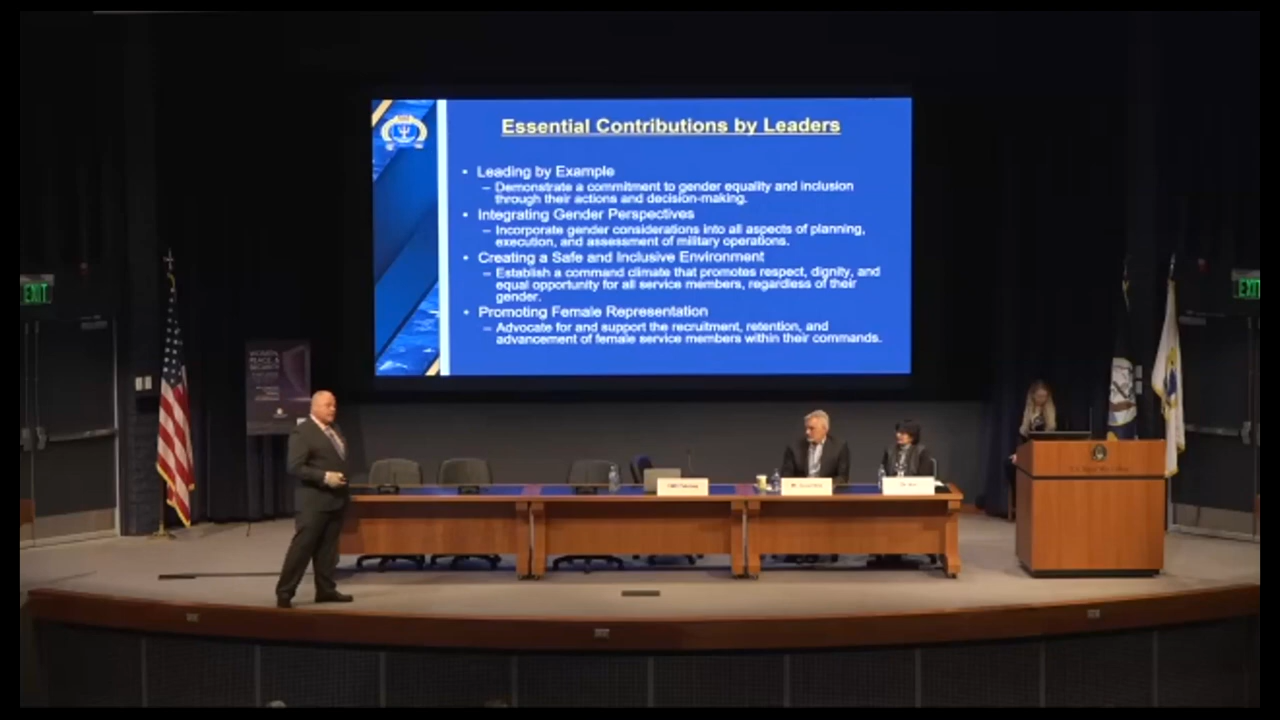 Essential Contributions by Leaders
• Leading by Example
– Demonstrate a commitment to gender equality and inclusion
through their actions and decision-making.
• Integrating Gender Perspectives
– Incorporate gender considerations into all aspects of planning,
execution, and assessment of military operations.
• Creating a Safe and Inclusive Environment
– Establish a command climate that promotes respect, dignity, and
equal opportunity for all service members, regardless of their
gender.
• Promoting Female Representation
– Advocate for and support the recruitment, retention, and
advancement of female service members within their commands.
EXIT
EXIT
WOMEN,
PEACE &
SECURITY